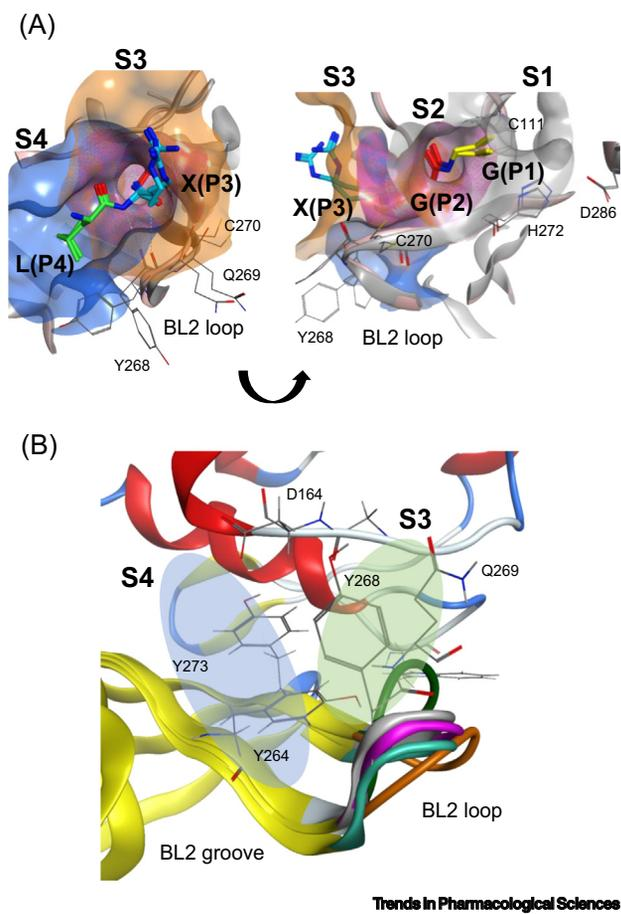 (A)
S3
S4
X(P3)
L(P4)
C270
Q269
BL2 loop
Y268
S3
S2
S1
C111
G(P1)
G(P2)
X(P3)
D286
H272
C270
Y268
BL2 loop
(B)
D164
S3
S4
Y268
Q269
Y273
Y264
BL2 loop
BL2 groove
Trends in Pharmacological Sciences